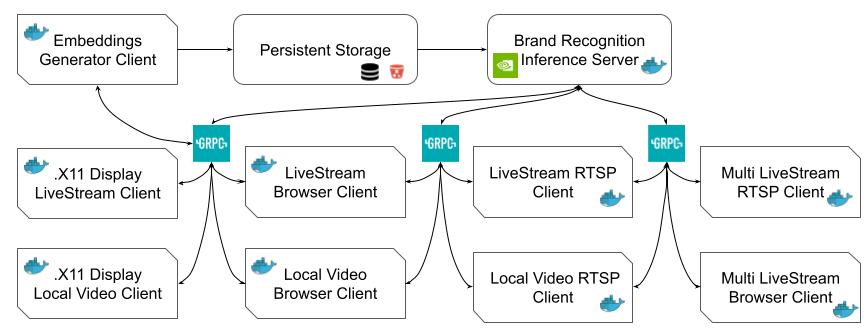 Embeddings
Generator Client
Persistent Storage
Brand Recognition
Inference Server
GRPC
GRPC
GRPC
.X11 Display
LiveStream Client
LiveStream
Browser Client
LiveStream RTSP
Client
Multi LiveStream
RTSP Client
.X11 Display
Local Video Client
Local Video
Browser Client
Local Video RTSP
Client
Multi LiveStream
Browser Client